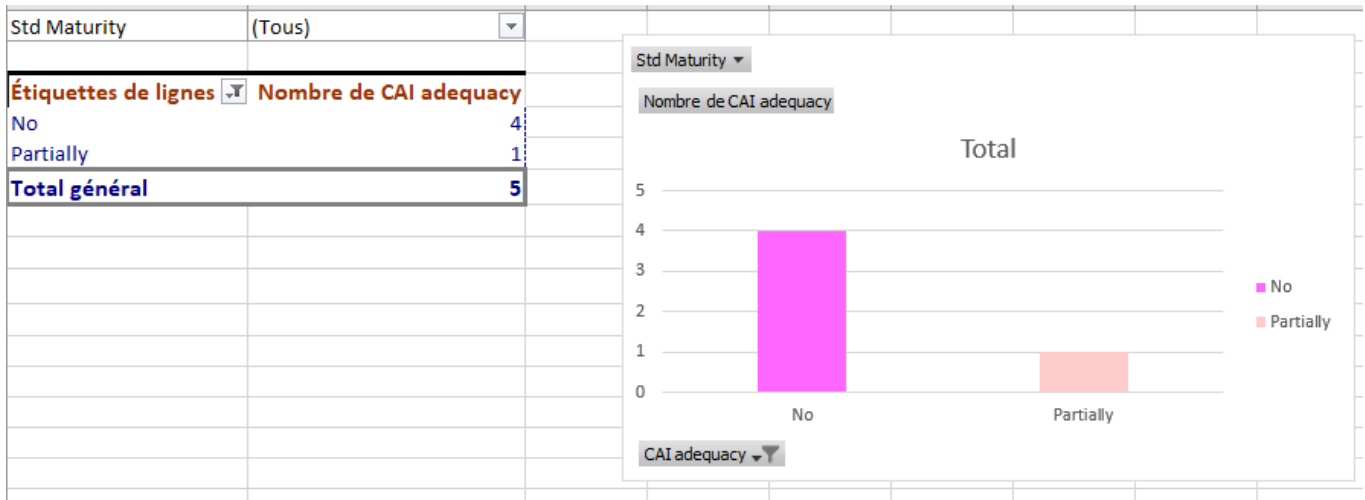 Std Maturity (Tous)
Étiquettes de lignes Nombre de CAI adequacy
No 4
Partially 1
Total général 5
Std Maturity
Nombre de CAI adequacy
Total
5
4
3
2
1
0
No Partially
No
Partially
CAI adequacy